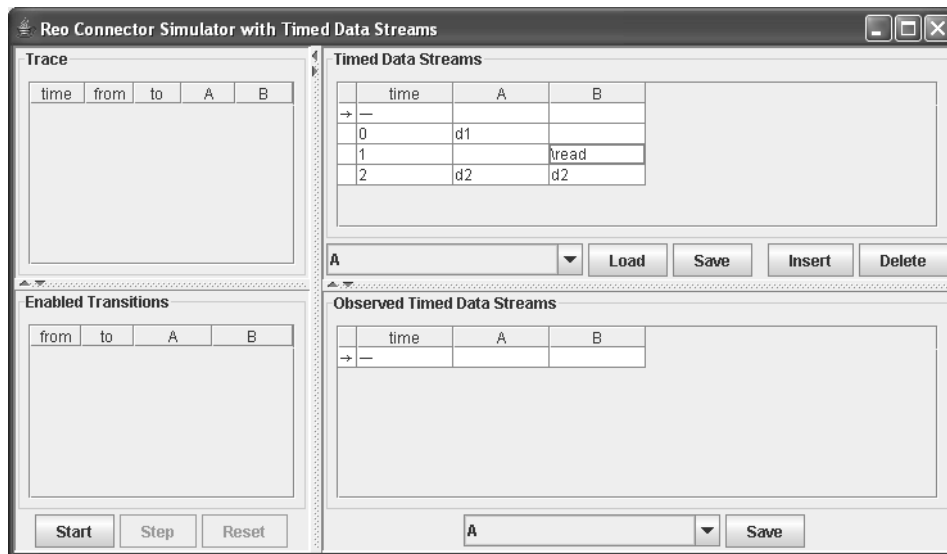 Reo Connector Simulator with Timed Data Streams
Trace
time from to A B
Timed Data Streams
time A B
→ —
0 d1
1 \read
2 d2 d2
A Load Save Insert Delete
Enabled Transitions
from to A B
Observed Timed Data Streams
time A B
→ —
Start Step Reset
A Save